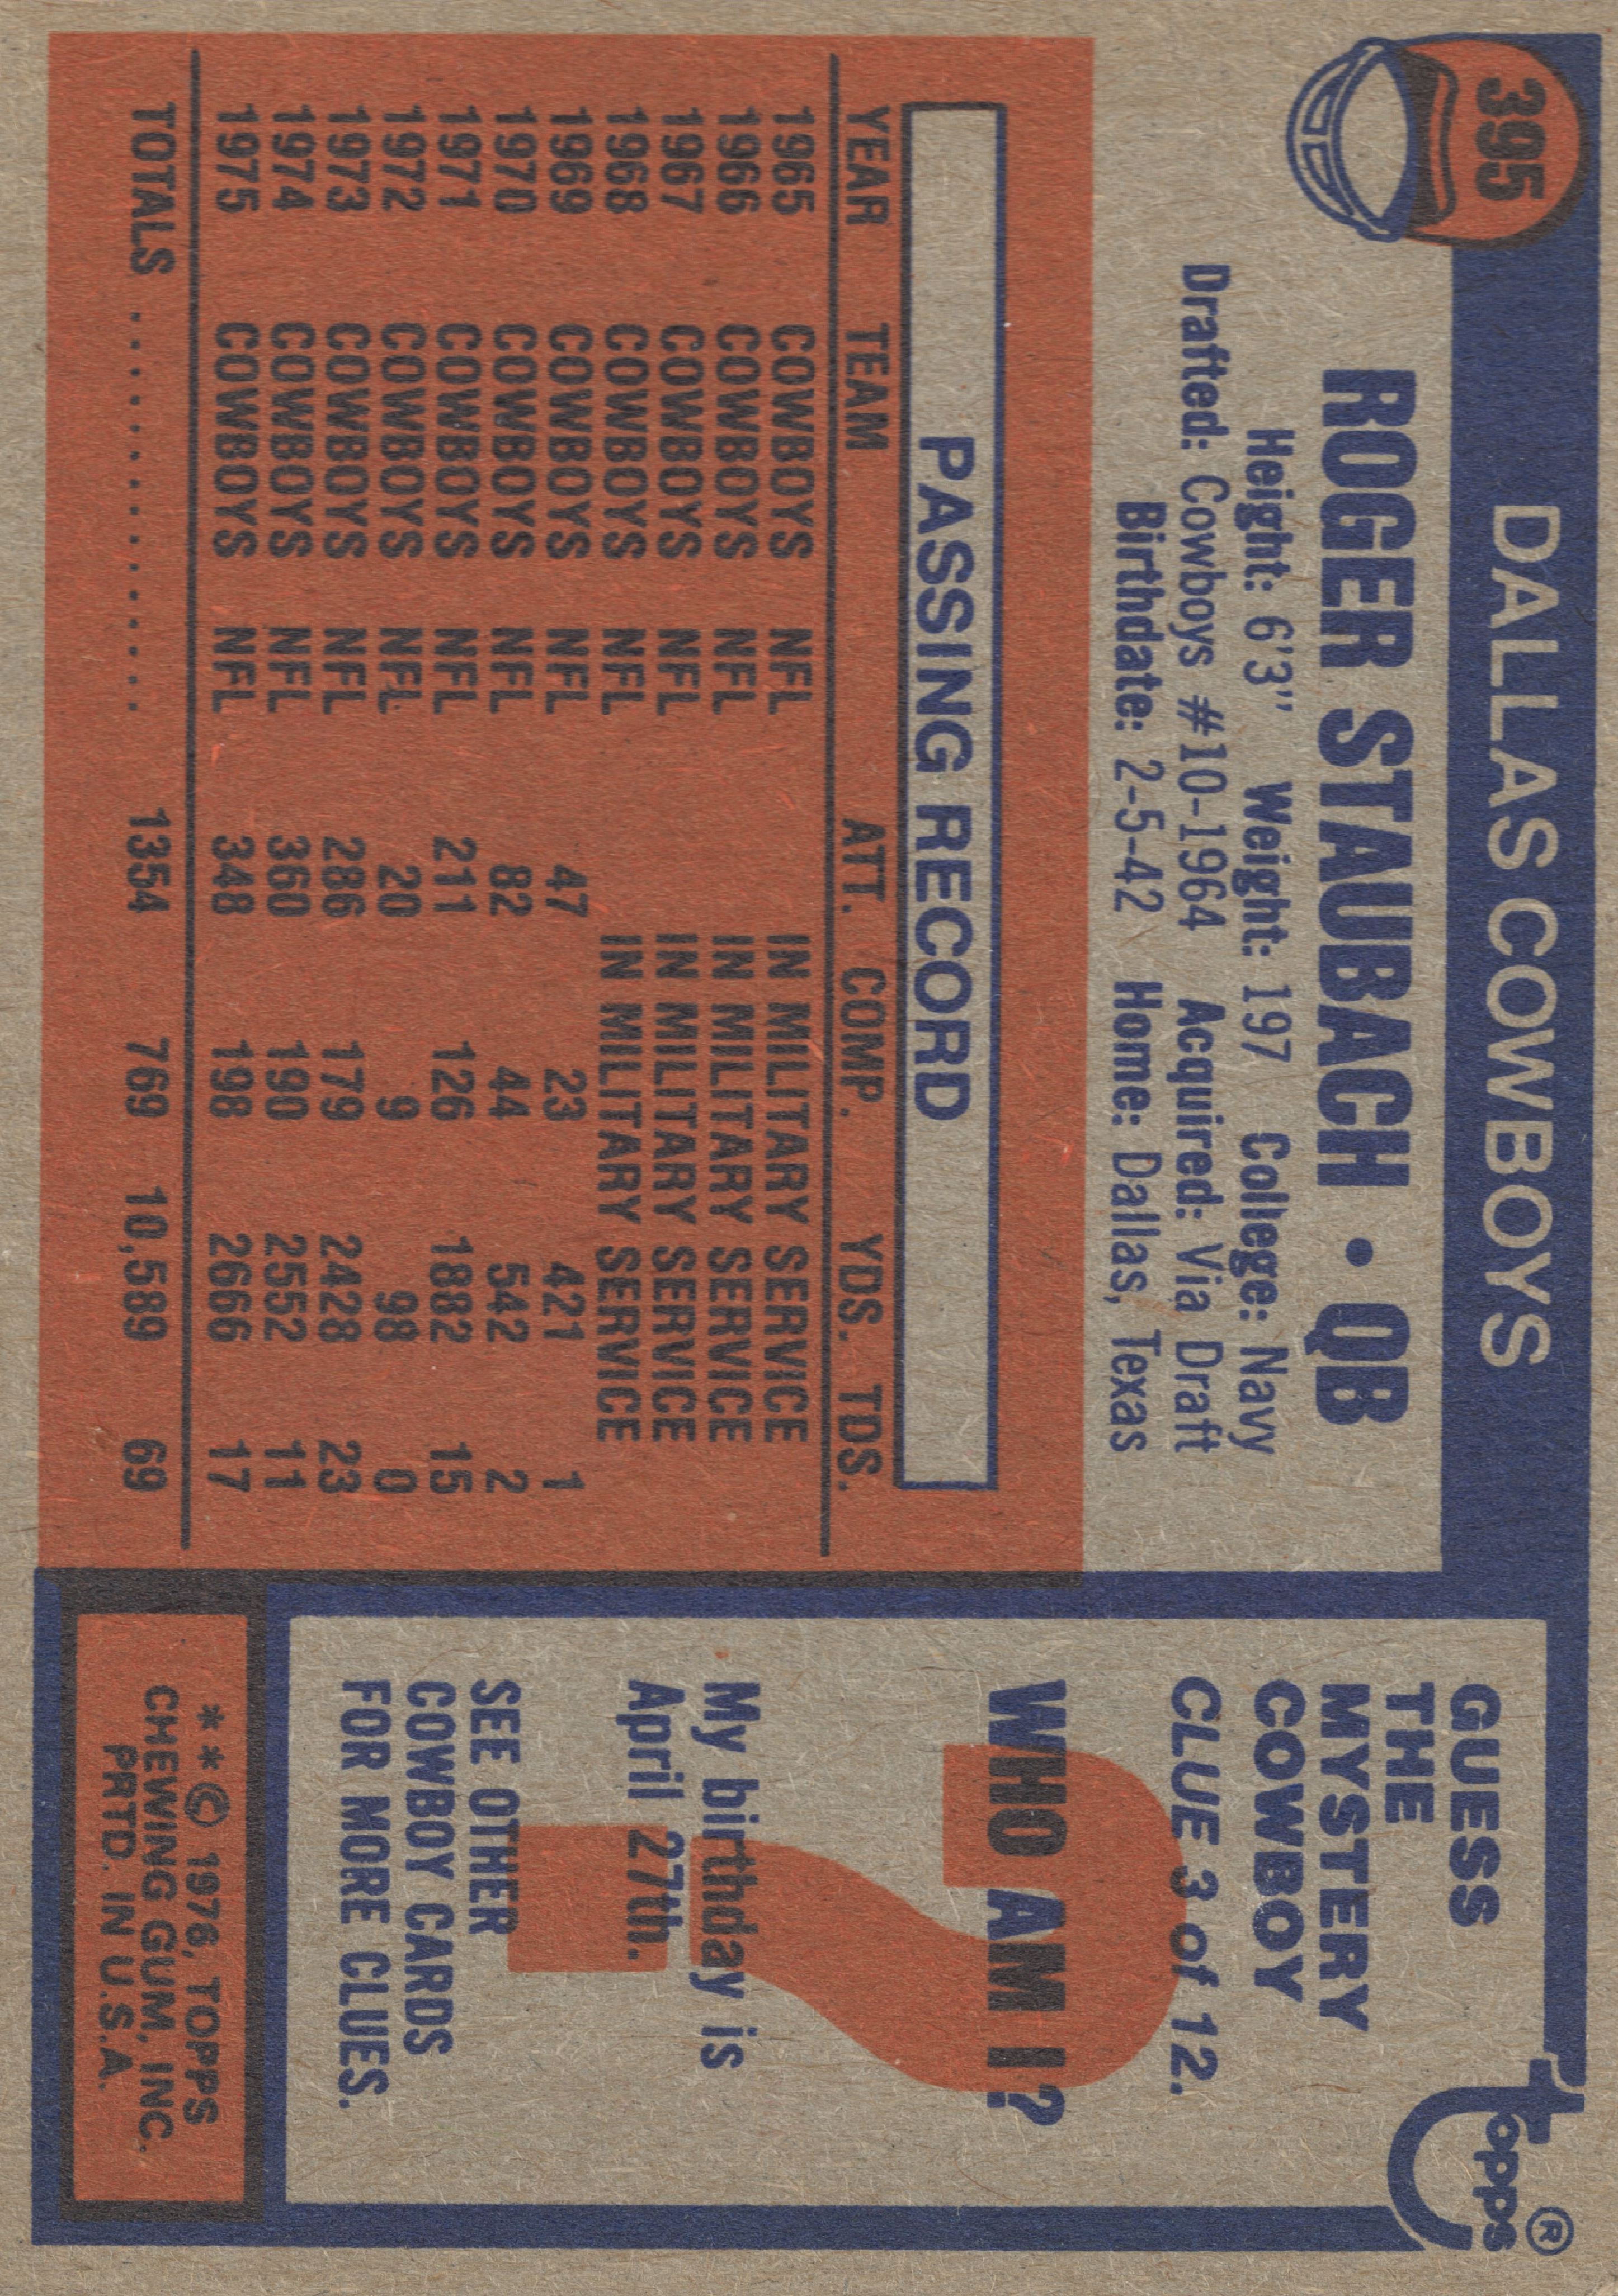 395
DALLAS COWBOYS
ROGER STAUBACH • QB
Height: 6'3" Weight: 197 College: Navy
Drafted: Cowboys #10-1964 Acquired: Via Draft
Birthdate: 2-5-42 Home: Dallas, Texas
PASSING RECORD
YEAR TEAM ATT. COMP. YDS. TDS.
1965 COWBOYS NFL IN MILITARY SERVICE
1966 COWBOYS NFL IN MILITARY SERVICE
1967 COWBOYS NFL IN MILITARY SERVICE
1968 COWBOYS NFL IN MILITARY SERVICE
1969 COWBOYS NFL 47 23 421 1
1970 COWBOYS NFL 82 44 542 2
1971 COWBOYS NFL 211 126 1882 15
1972 COWBOYS NFL 20 9 98 0
1973 COWBOYS NFL 286 179 2428 23
1974 COWBOYS NFL 360 190 2552 11
1975 COWBOYS NFL 348 198 2666 17
TOTALS ............... 1354 769 10,589 69
topps®
GUESS
THE
MYSTERY
COWBOY
CLUE 3 of 12.
WHO AM I?
?
My birthday is
April 27th.
SEE OTHER
COWBOY CARDS
FOR MORE CLUES.
**© 1976, TOPPS
CHEWING GUM, INC.
PRTD. IN U.S.A.